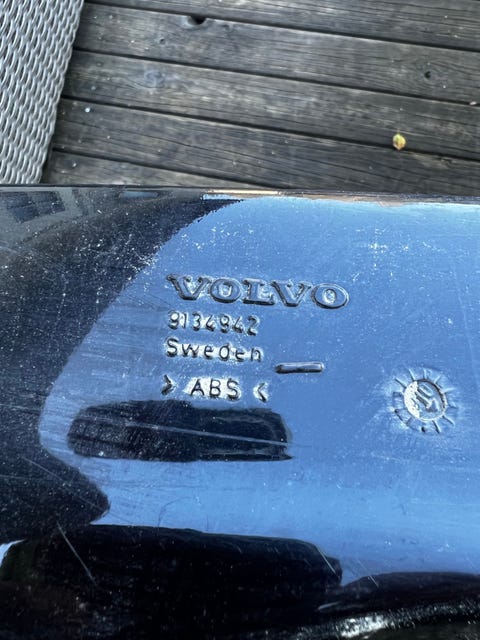 VOLVO
9134942
Sweden
> ABS <